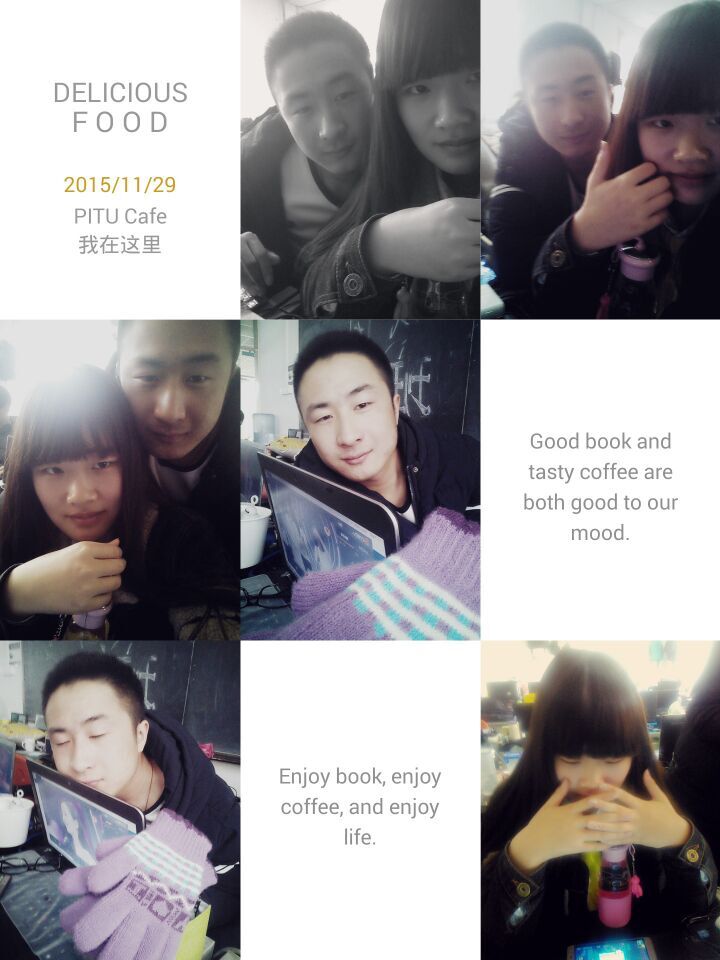 DELICIOUS
FOOD
2015/11/29
PITU Cafe
我在这里
Good book and
tasty coffee are
both good to our
mood.
Enjoy book, enjoy
coffee, and enjoy
life.